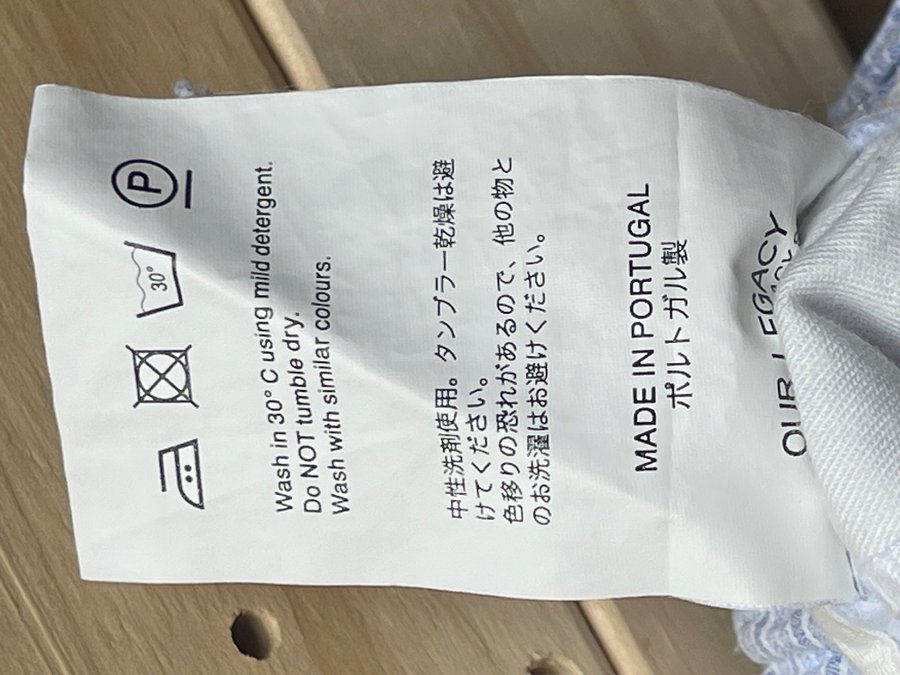 30° P
Wash in 30° C using mild detergent.
Do NOT tumble dry.
Wash with similar colours.
中性洗剤使用。タンブラー乾燥は避
けてください。
色移りの恐れがあるので、他の物と
のお洗濯はお避けください。
MADE IN PORTUGAL
ポルトガル製
OUR LEGACY